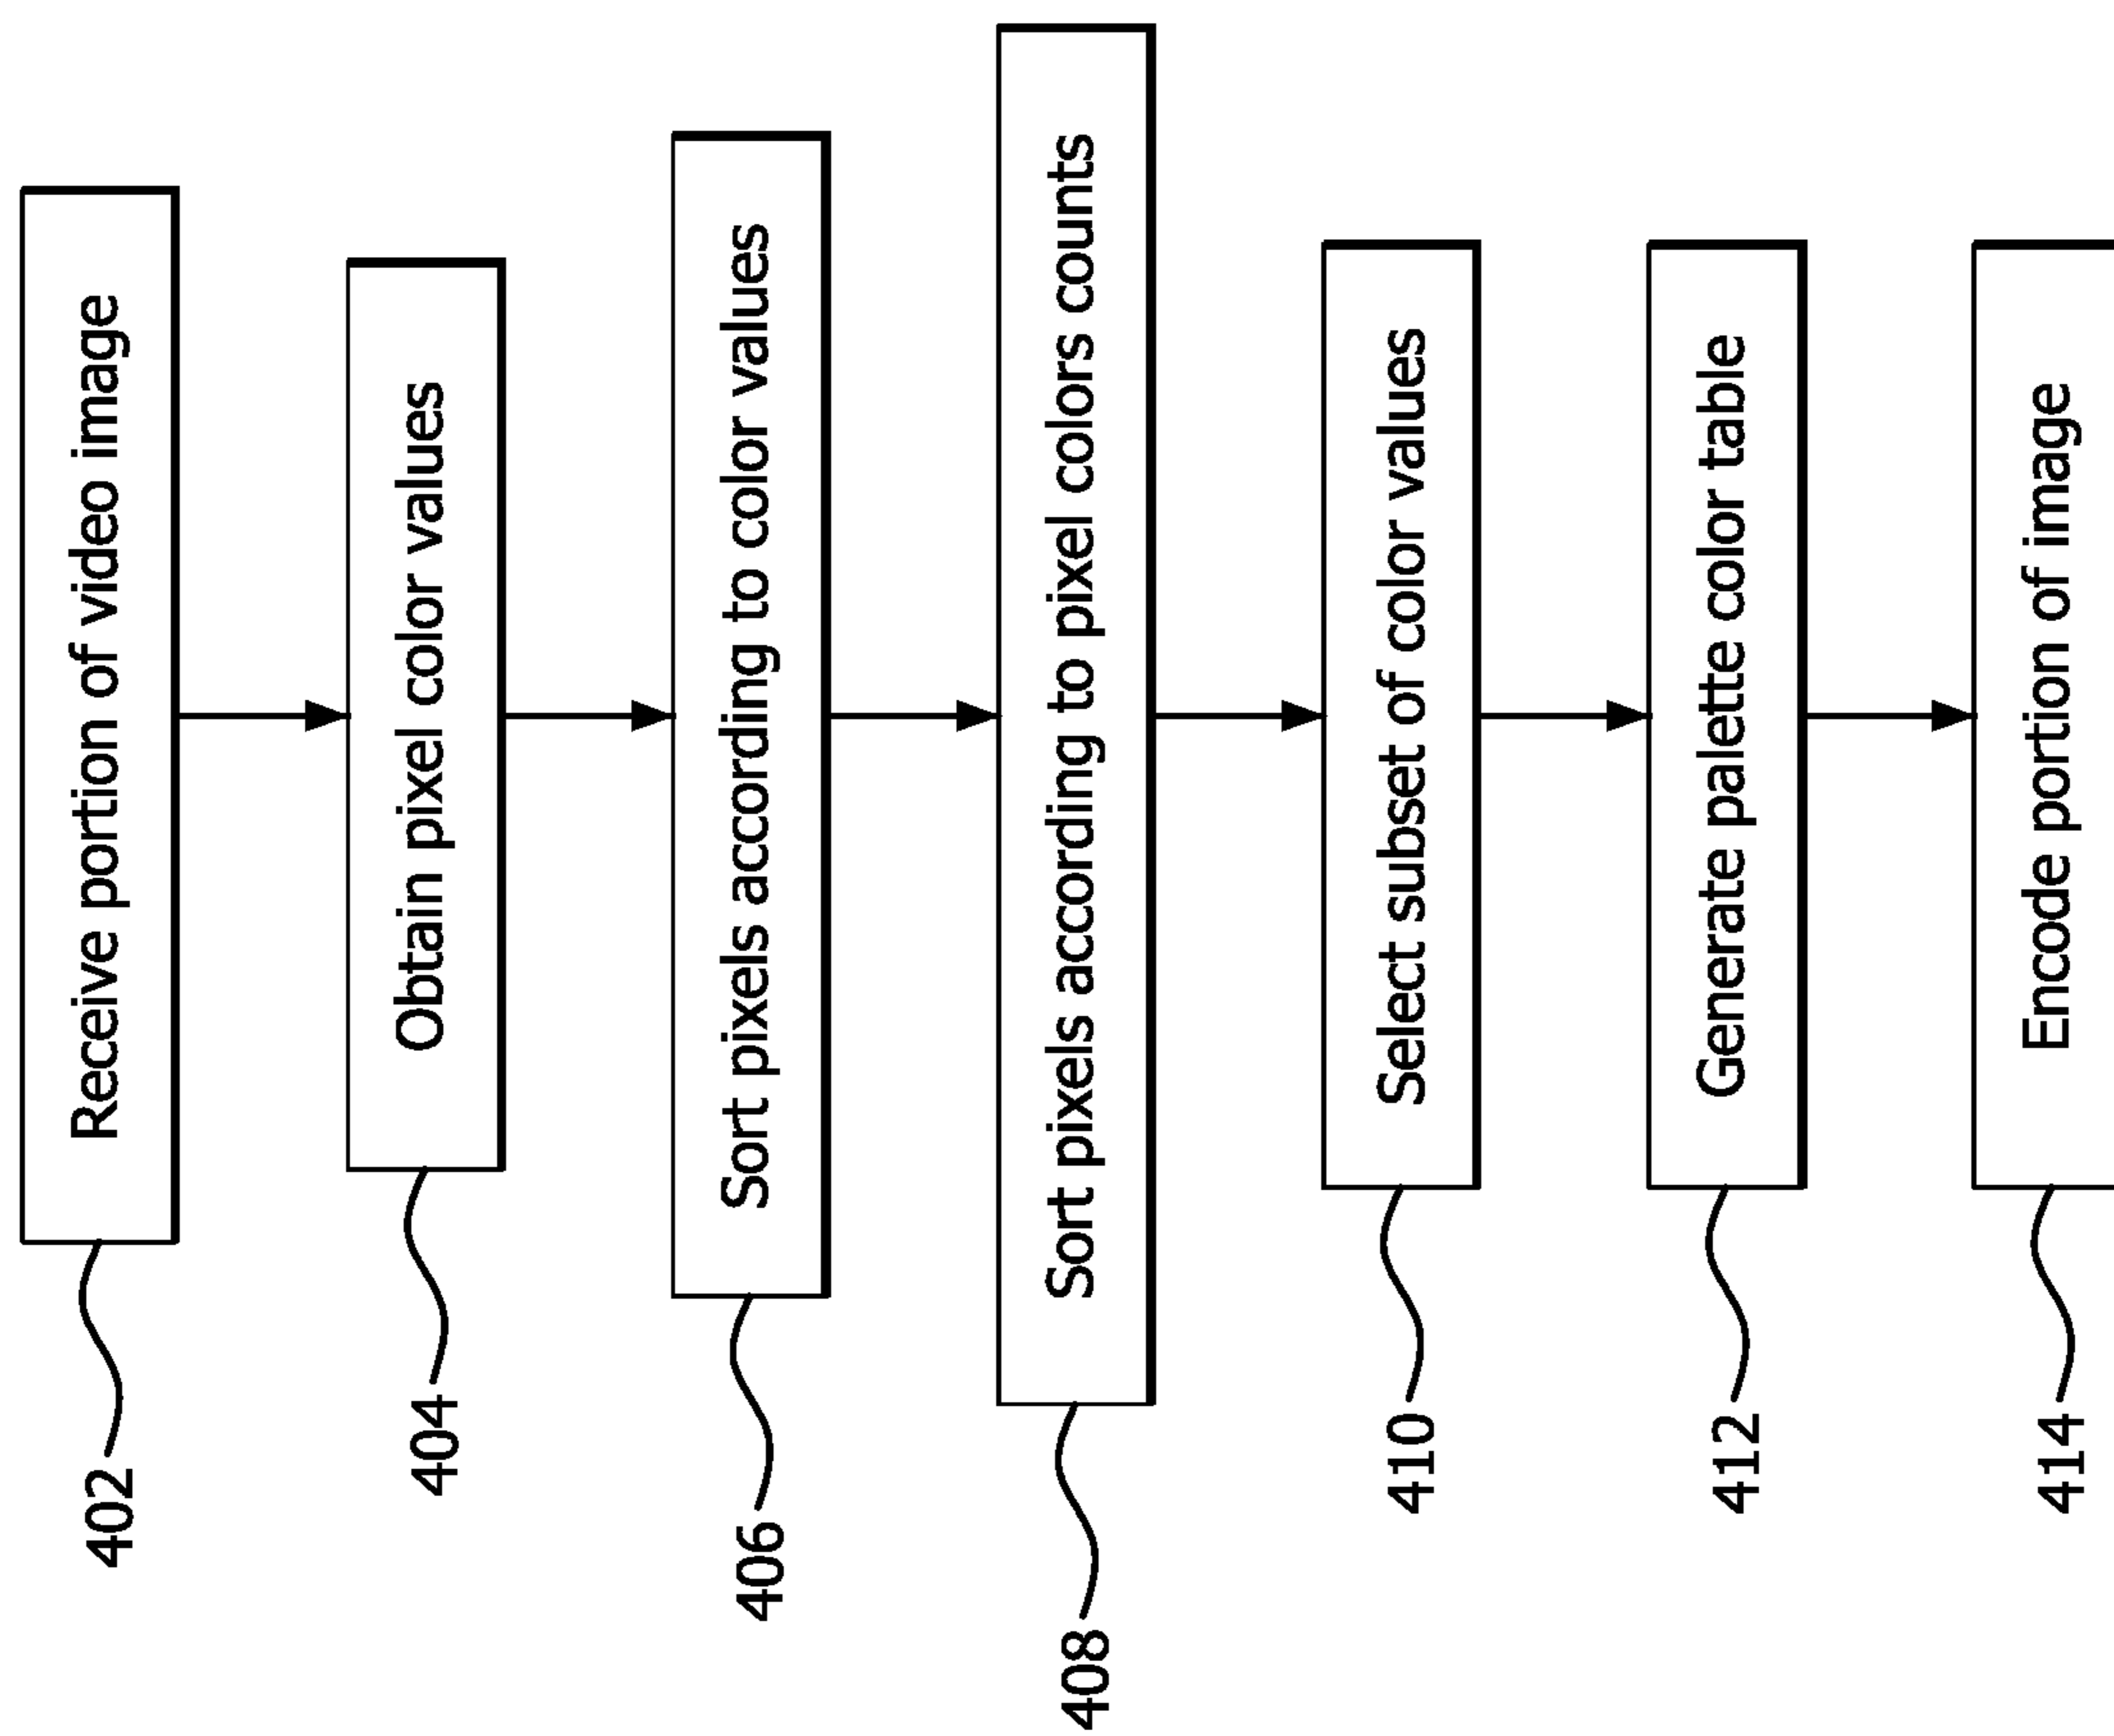 402
Receive portion of video image
404
Obtain pixel color values
406
Sort pixels according to color values
408
Sort pixels according to pixel colors counts
410
Select subset of color values
412
Generate palette color table
414
Encode portion of image